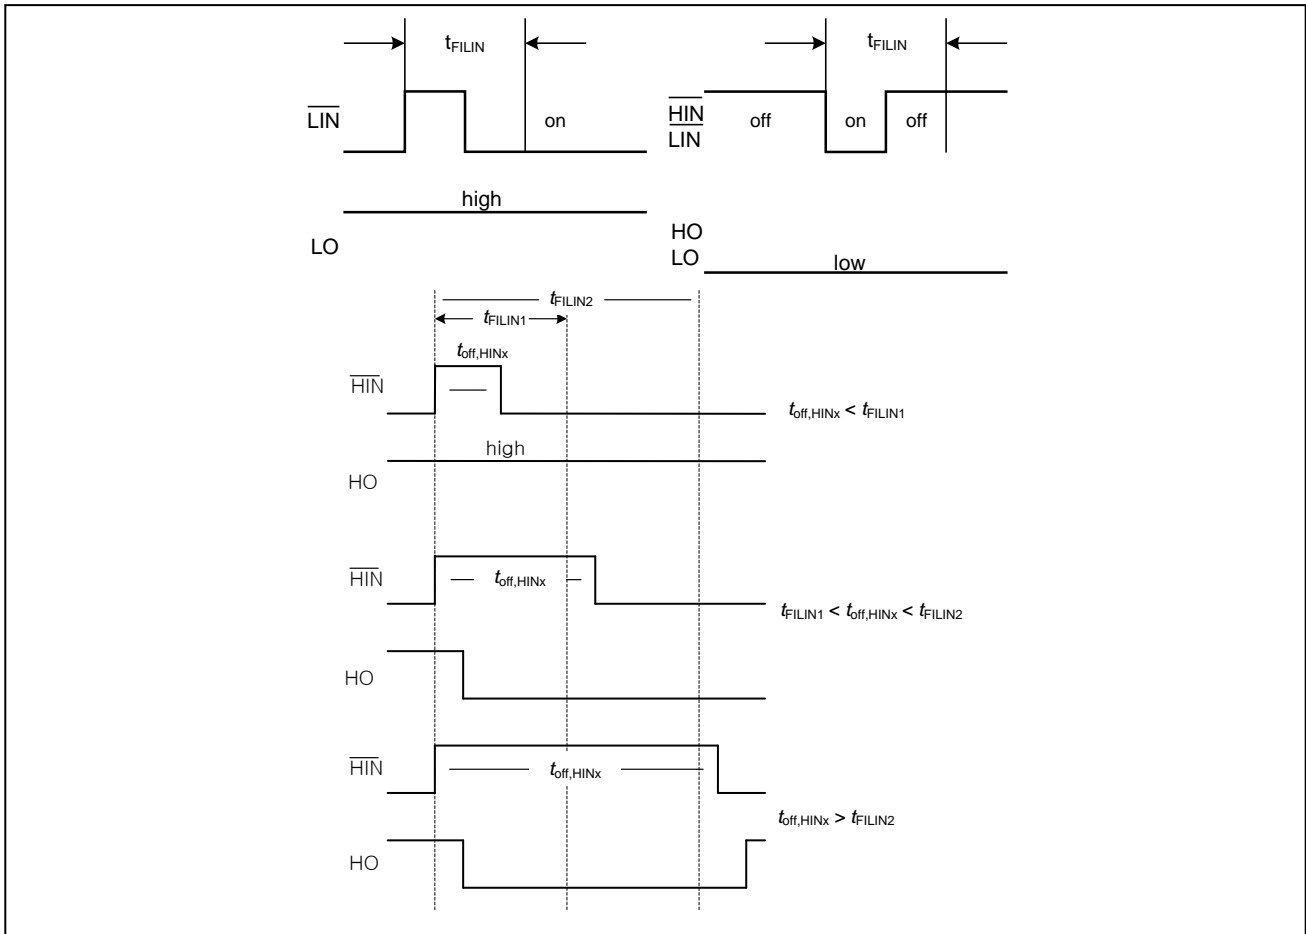 tFILIN
LIN
on
high
LO
tFILIN
HIN
LIN
off
on
off
HO
LO
low
tFILIN2
tFILIN1
toff,HINx
HIN
toff,HINx < tFILIN1
high
HO
HIN
toff,HINx
tFILIN1 < toff,HINx < tFILIN2
HO
HIN
toff,HINx
toff,HINx > tFILIN2
HO